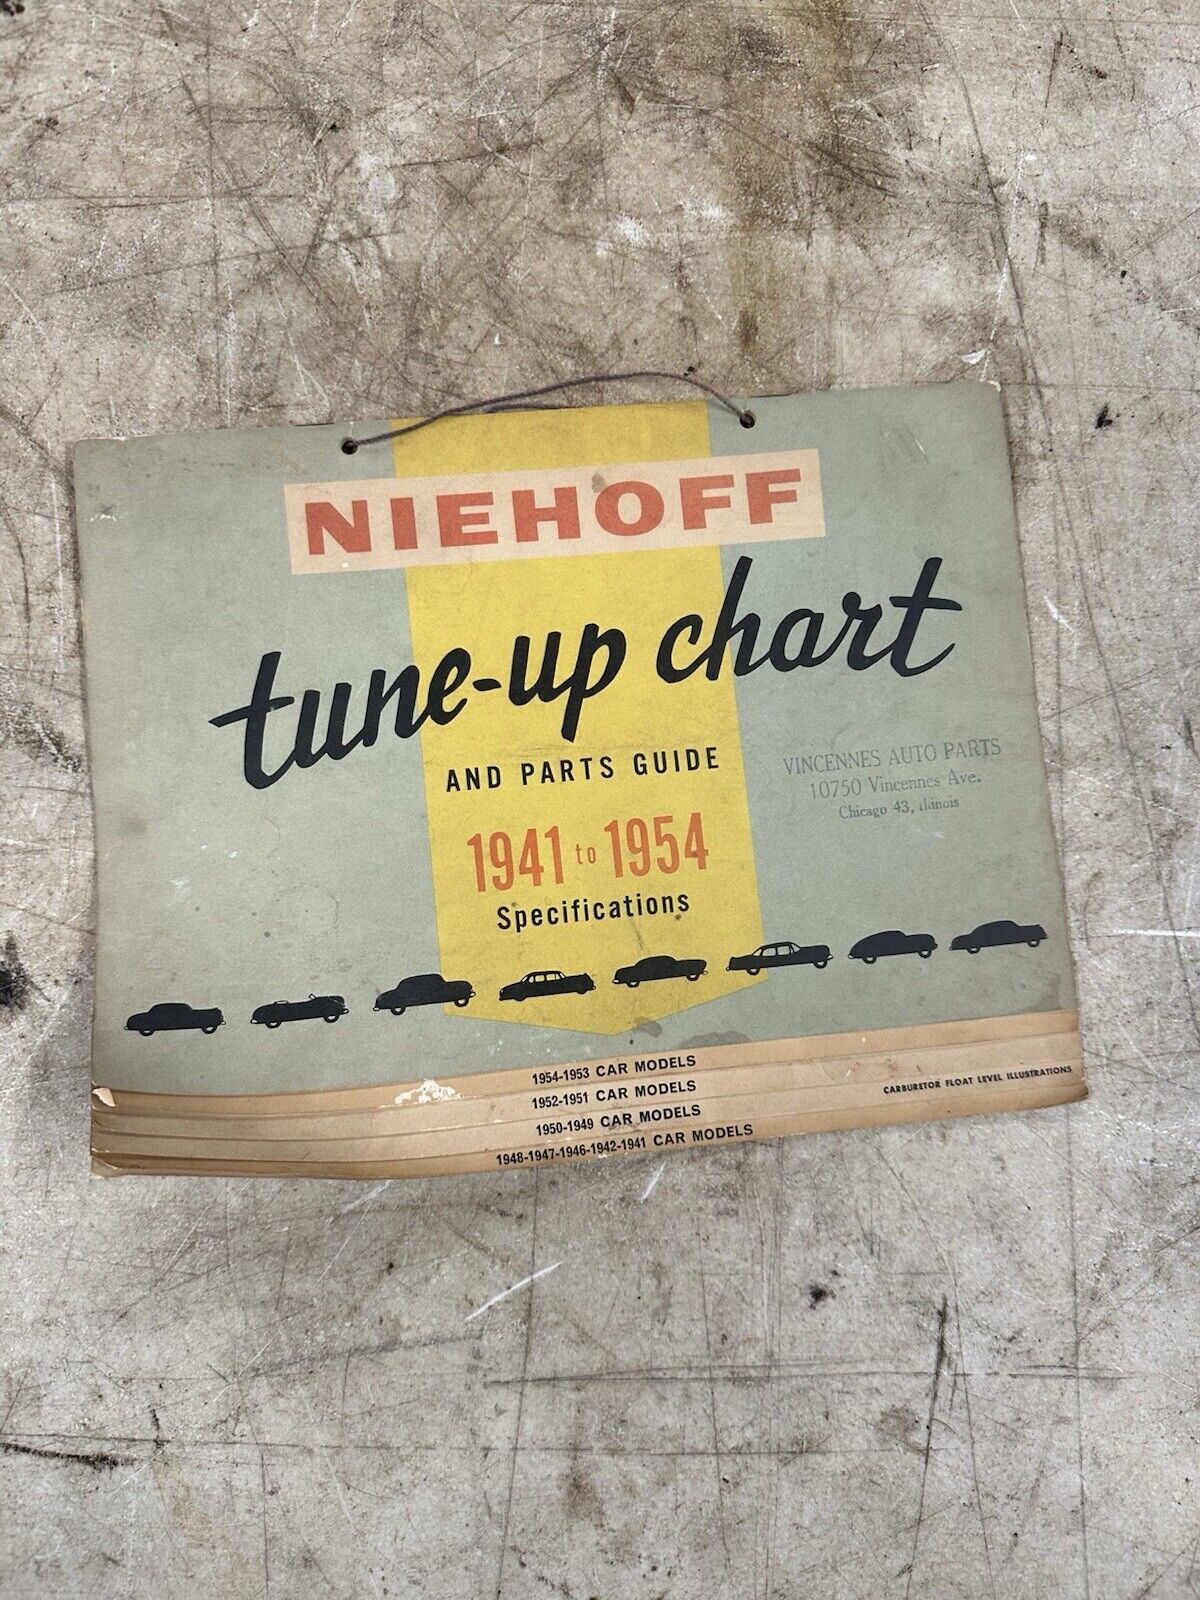 NIEHOFF
tune-up chart
AND PARTS GUIDE
1941 to 1954
Specifications
VINCENNES AUTO PARTS
10750 Vincennes Ave.
Chicago 43, Illinois
1954-1953 CAR MODELS
1952-1951 CAR MODELS
1950-1949 CAR MODELS
1948-1947-1946-1942-1941 CAR MODELS
CARBURETOR FLOAT LEVEL ILLUSTRATIONS